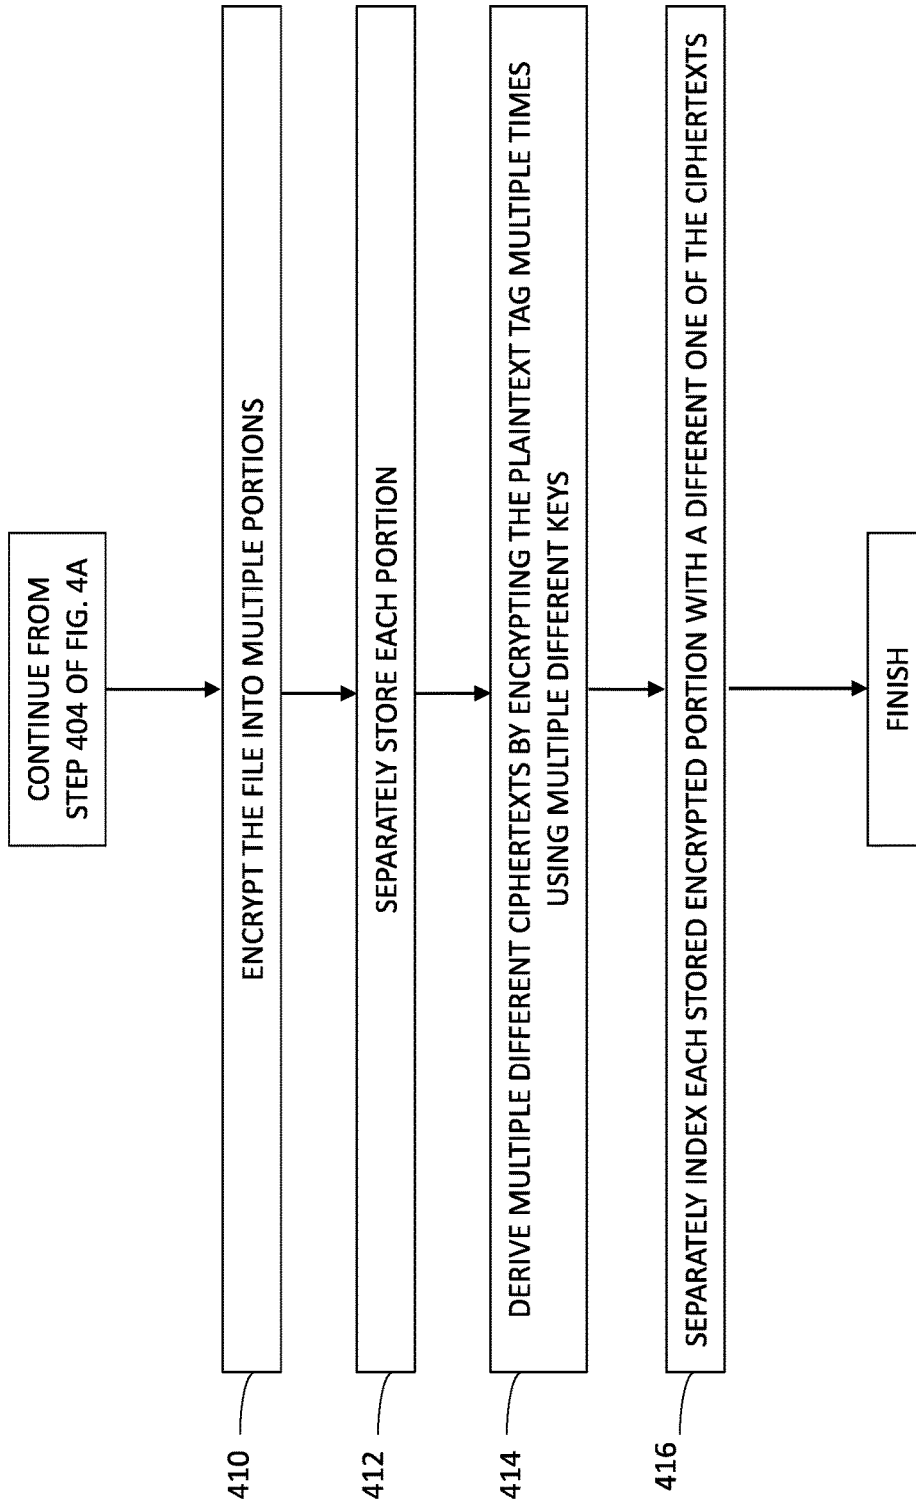 CONTINUE FROM
STEP 404 OF FIG. 4A
410
ENCRYPT THE FILE INTO MULTIPLE PORTIONS
412
SEPARATELY STORE EACH PORTION
414
DERIVE MULTIPLE DIFFERENT CIPHERTEXTS BY ENCRYPTING THE PLAINTEXT TAG MULTIPLE TIMES
USING MULTIPLE DIFFERENT KEYS
416
SEPARATELY INDEX EACH STORED ENCRYPTED PORTION WITH A DIFFERENT ONE OF THE CIPHERTEXTS
FINISH